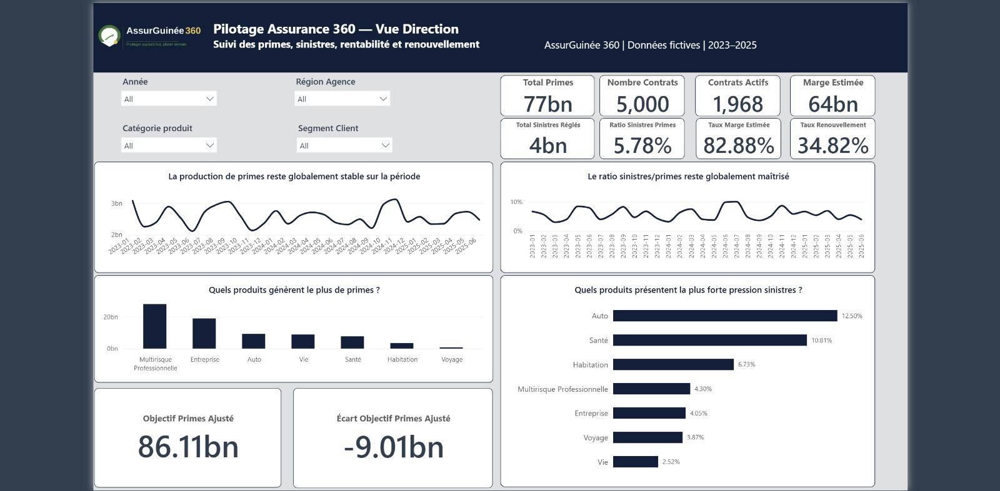 AssurGuinée 360
Protéger aujourd'hui, piloter demain
Pilotage Assurance 360 — Vue Direction
Suivi des primes, sinistres, rentabilité et renouvellement
AssurGuinée 360 | Données fictives | 2023–2025
Année
All
Région Agence
All
Catégorie produit
All
Segment Client
All
Total Primes
77bn
Nombre Contrats
5,000
Contrats Actifs
1,968
Marge Estimée
64bn
Total Sinistres Réglés
4bn
Ratio Sinistres Primes
5.78%
Taux Marge Estimée
82.88%
Taux Renouvellement
34.82%
La production de primes reste globalement stable sur la période
3bn
2bn
2023-01
2023-02
2023-03
2023-04
2023-05
2023-06
2023-07
2023-08
2023-09
2023-10
2023-11
2023-12
2024-01
2024-02
2024-03
2024-04
2024-05
2024-06
2024-07
2024-08
2024-09
2024-10
2024-11
2024-12
2025-01
2025-02
2025-03
2025-04
2025-05
2025-06
Le ratio sinistres/primes reste globalement maîtrisé
10%
0%
2023-01
2023-02
2023-03
2023-04
2023-05
2023-06
2023-07
2023-08
2023-09
2023-10
2023-11
2023-12
2024-01
2024-02
2024-03
2024-04
2024-05
2024-06
2024-07
2024-08
2024-09
2024-10
2024-11
2024-12
2025-01
2025-02
2025-03
2025-04
2025-05
2025-06
Quels produits génèrent le plus de primes ?
20bn
0bn
Multirisque
Professionnelle
Entreprise
Auto
Vie
Santé
Habitation
Voyage
Quels produits présentent la plus forte pression sinistres ?
Auto 12.50%
Santé 10.81%
Habitation 6.73%
Multirisque Professionnelle 4.30%
Entreprise 4.05%
Voyage 3.87%
Vie 2.52%
Objectif Primes Ajusté
86.11bn
Écart Objectif Primes Ajusté
-9.01bn